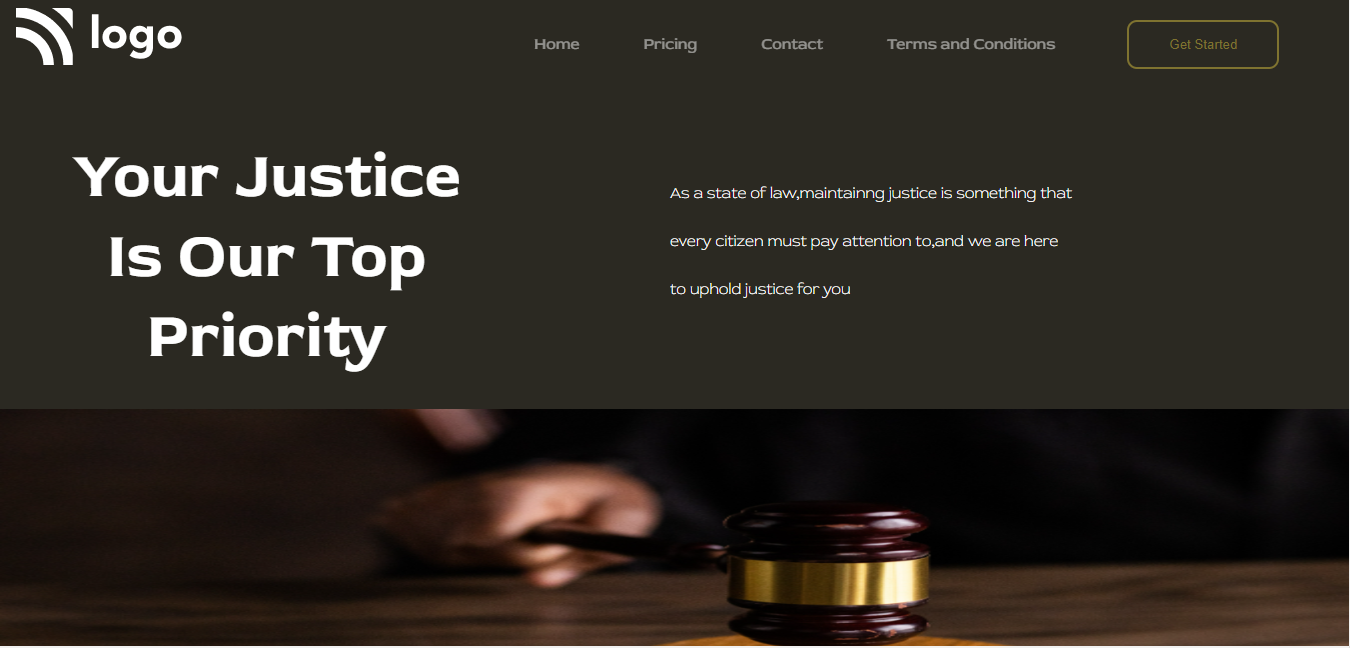 logo
Home
Pricing
Contact
Terms and Conditions
Get Started
Your Justice
Is Our Top
Priority
As a state of law,maintainng justice is something that
every citizen must pay attention to,and we are here
to uphold justice for you